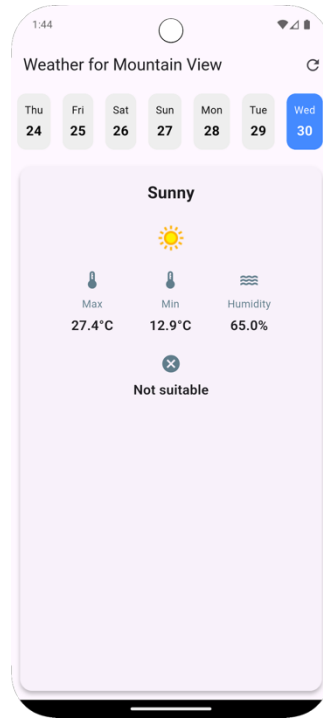 1:44
Weather for Mountain View
Thu Fri Sat Sun Mon Tue Wed
24 25 26 27 28 29 30
Sunny
Max Min Humidity
27.4°C 12.9°C 65.0%
Not suitable